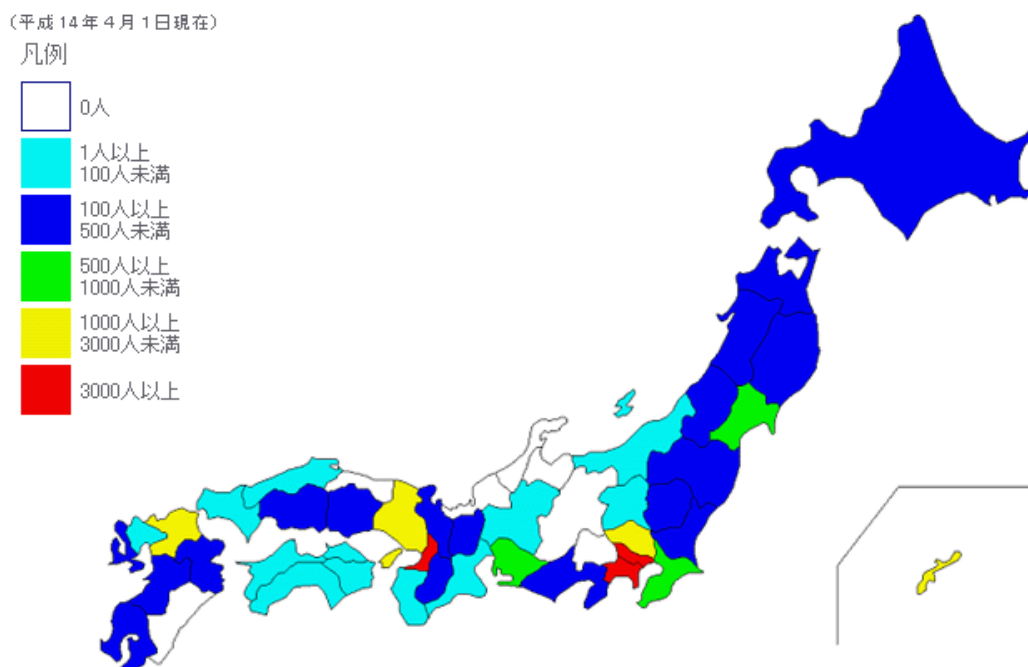 （平成14年4月1日現在）
凡例
0人
1人以上
100人未満
100人以上
500人未満
500人以上
1000人未満
1000人以上
3000人未満
3000人以上